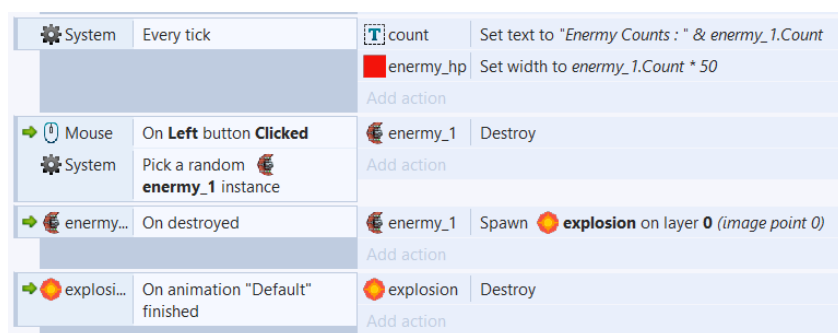 System Every tick T count Set text to "Enermy Counts : " & enermy_1.Count
enermy_hp Set width to enermy_1.Count * 50
Add action
Mouse On Left button Clicked enermy_1 Destroy
System Pick a random Add action
enermy_1 instance
enermy... On destroyed enermy_1 Spawn explosion on layer 0 (image point 0)
Add action
explosi... On animation "Default" explosion Destroy
finished
Add action